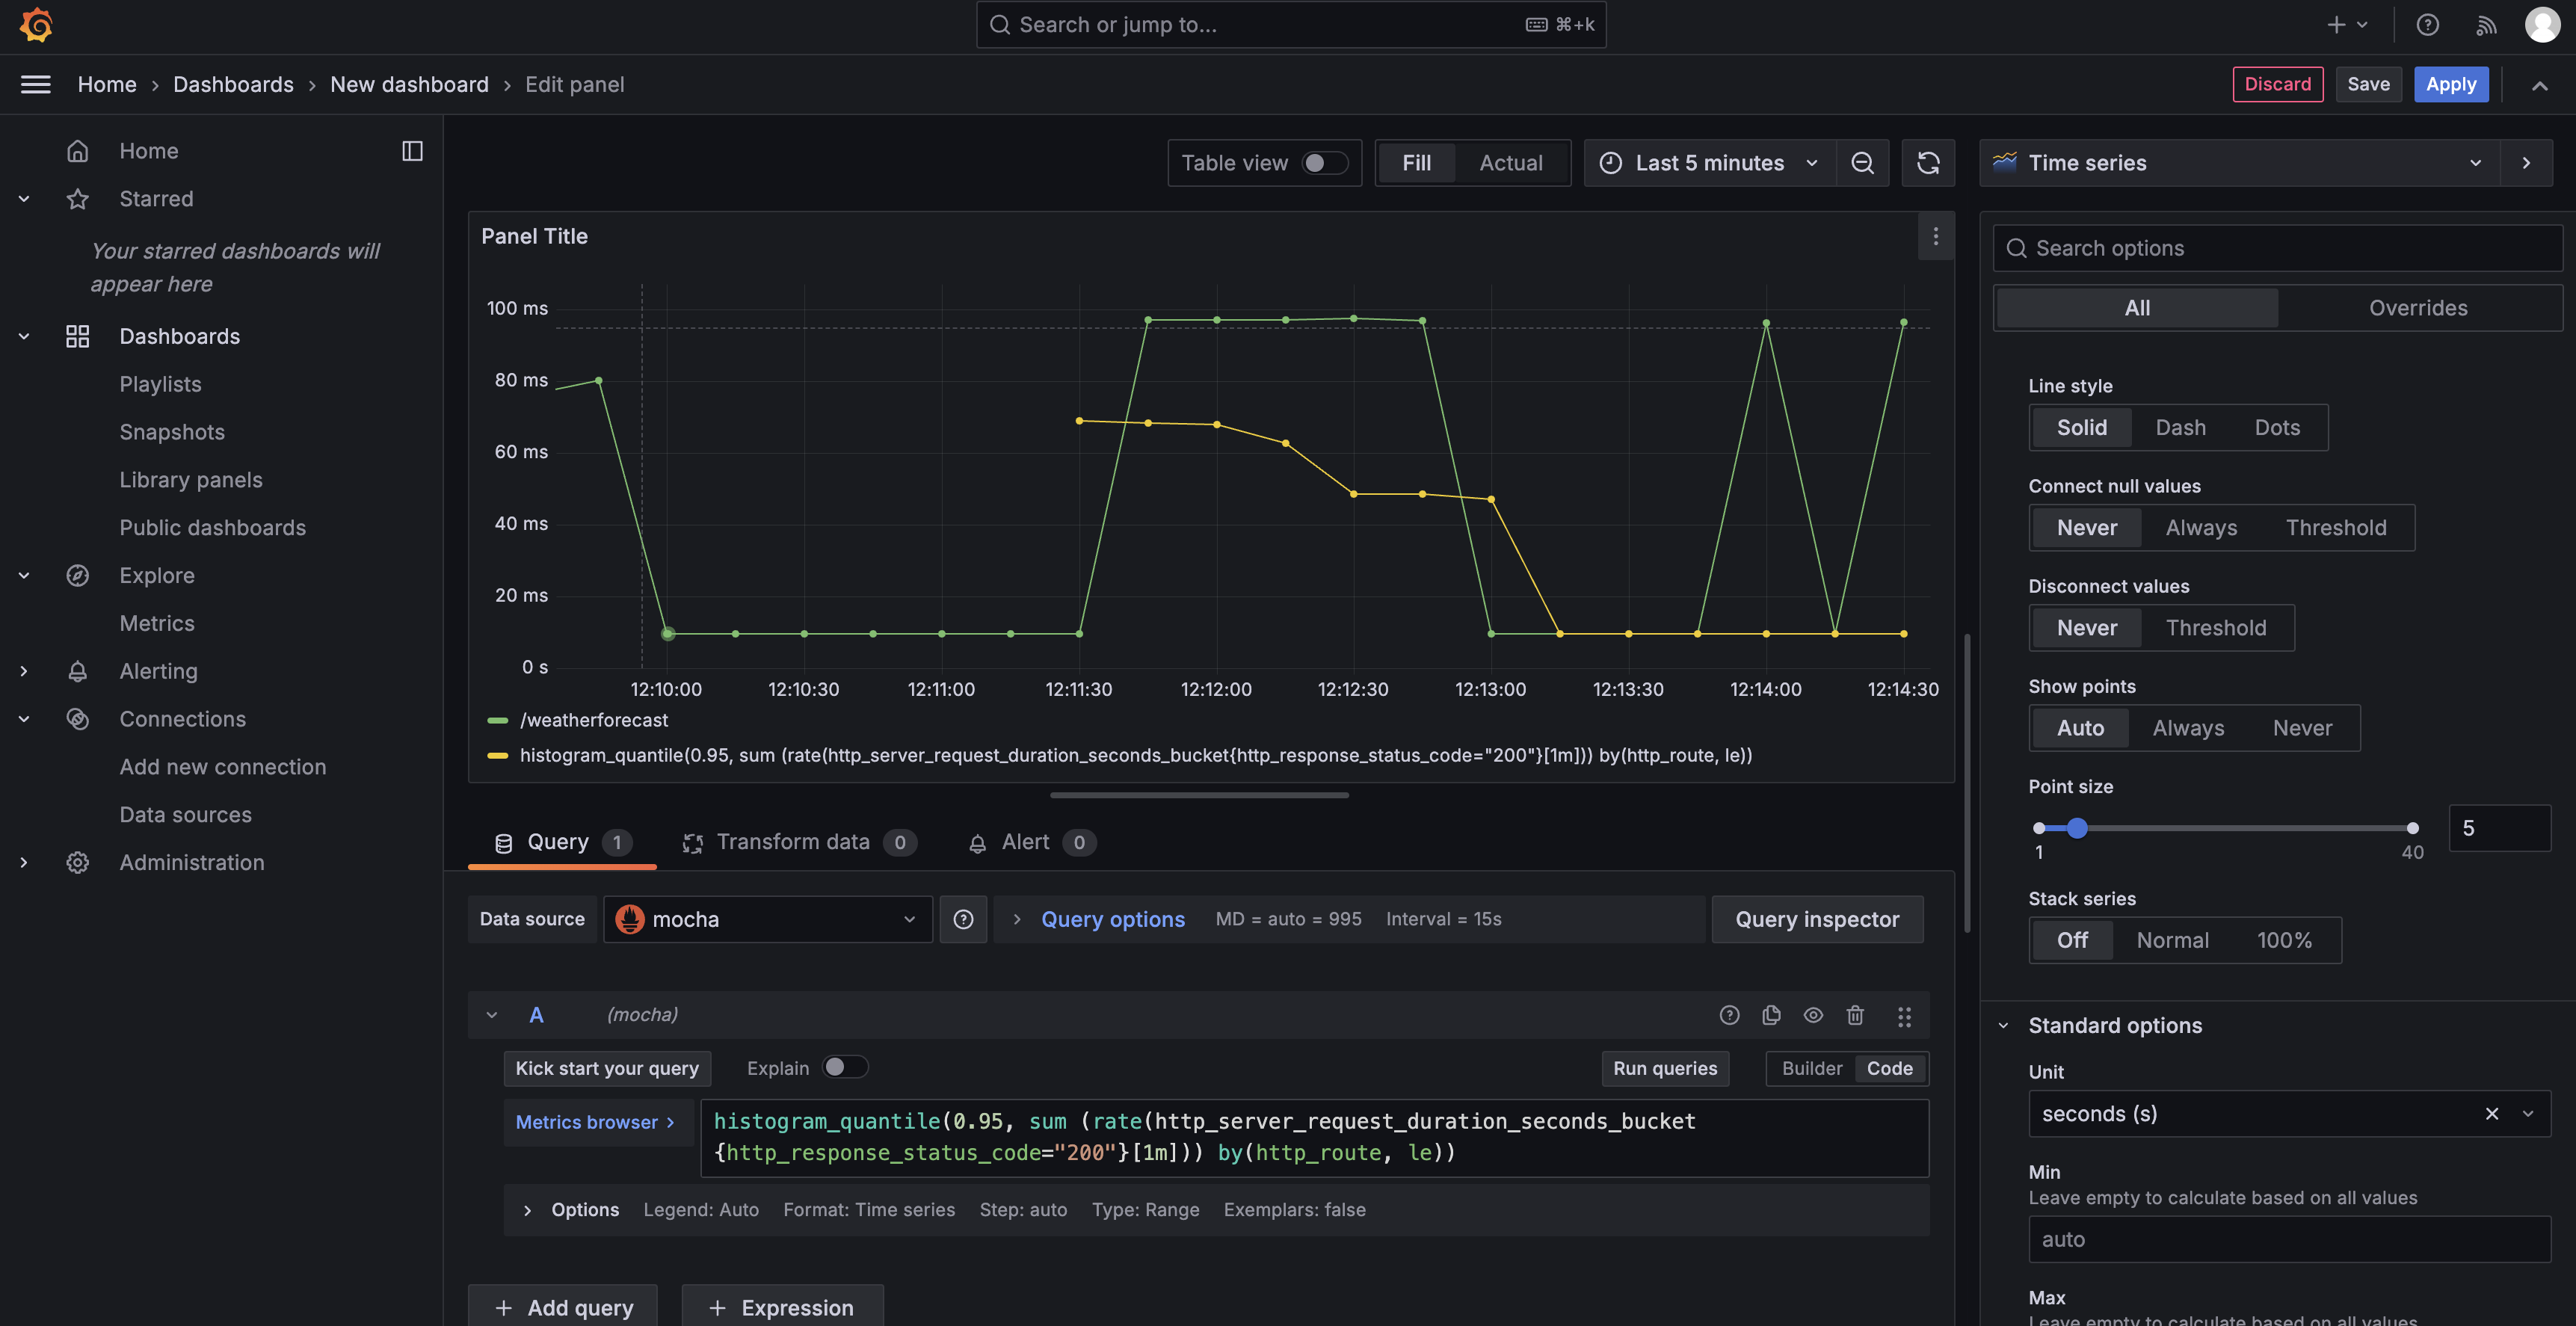 Search or jump to...
⌘+k
Home › Dashboards › New dashboard › Edit panel
Discard
Save
Apply
Home
Starred
Your starred dashboards will
appear here
Dashboards
Playlists
Snapshots
Library panels
Public dashboards
Explore
Metrics
Alerting
Connections
Add new connection
Data sources
Administration
Table view
Fill
Actual
Last 5 minutes
Time series
Panel Title
100 ms
80 ms
60 ms
40 ms
20 ms
0 s
12:10:00
12:10:30
12:11:00
12:11:30
12:12:00
12:12:30
12:13:00
12:13:30
12:14:00
12:14:30
/weatherforecast
histogram_quantile(0.95, sum (rate(http_server_request_duration_seconds_bucket{http_response_status_code="200"}[1m])) by(http_route, le))
Query 1
Transform data 0
Alert 0
Data source
mocha
Query options
MD = auto = 995
Interval = 15s
Query inspector
A
(mocha)
Kick start your query
Explain
Run queries
Builder
Code
Metrics browser >
histogram_quantile(0.95, sum (rate(http_server_request_duration_seconds_bucket
{http_response_status_code="200"}[1m])) by(http_route, le))
Options
Legend: Auto
Format: Time series
Step: auto
Type: Range
Exemplars: false
+ Add query
+ Expression
Search options
All
Overrides
Line style
Solid
Dash
Dots
Connect null values
Never
Always
Threshold
Disconnect values
Never
Threshold
Show points
Auto
Always
Never
Point size
5
1
40
Stack series
Off
Normal
100%
Standard options
Unit
seconds (s)
Min
Leave empty to calculate based on all values
auto
Max
Leave empty to calculate based on all values